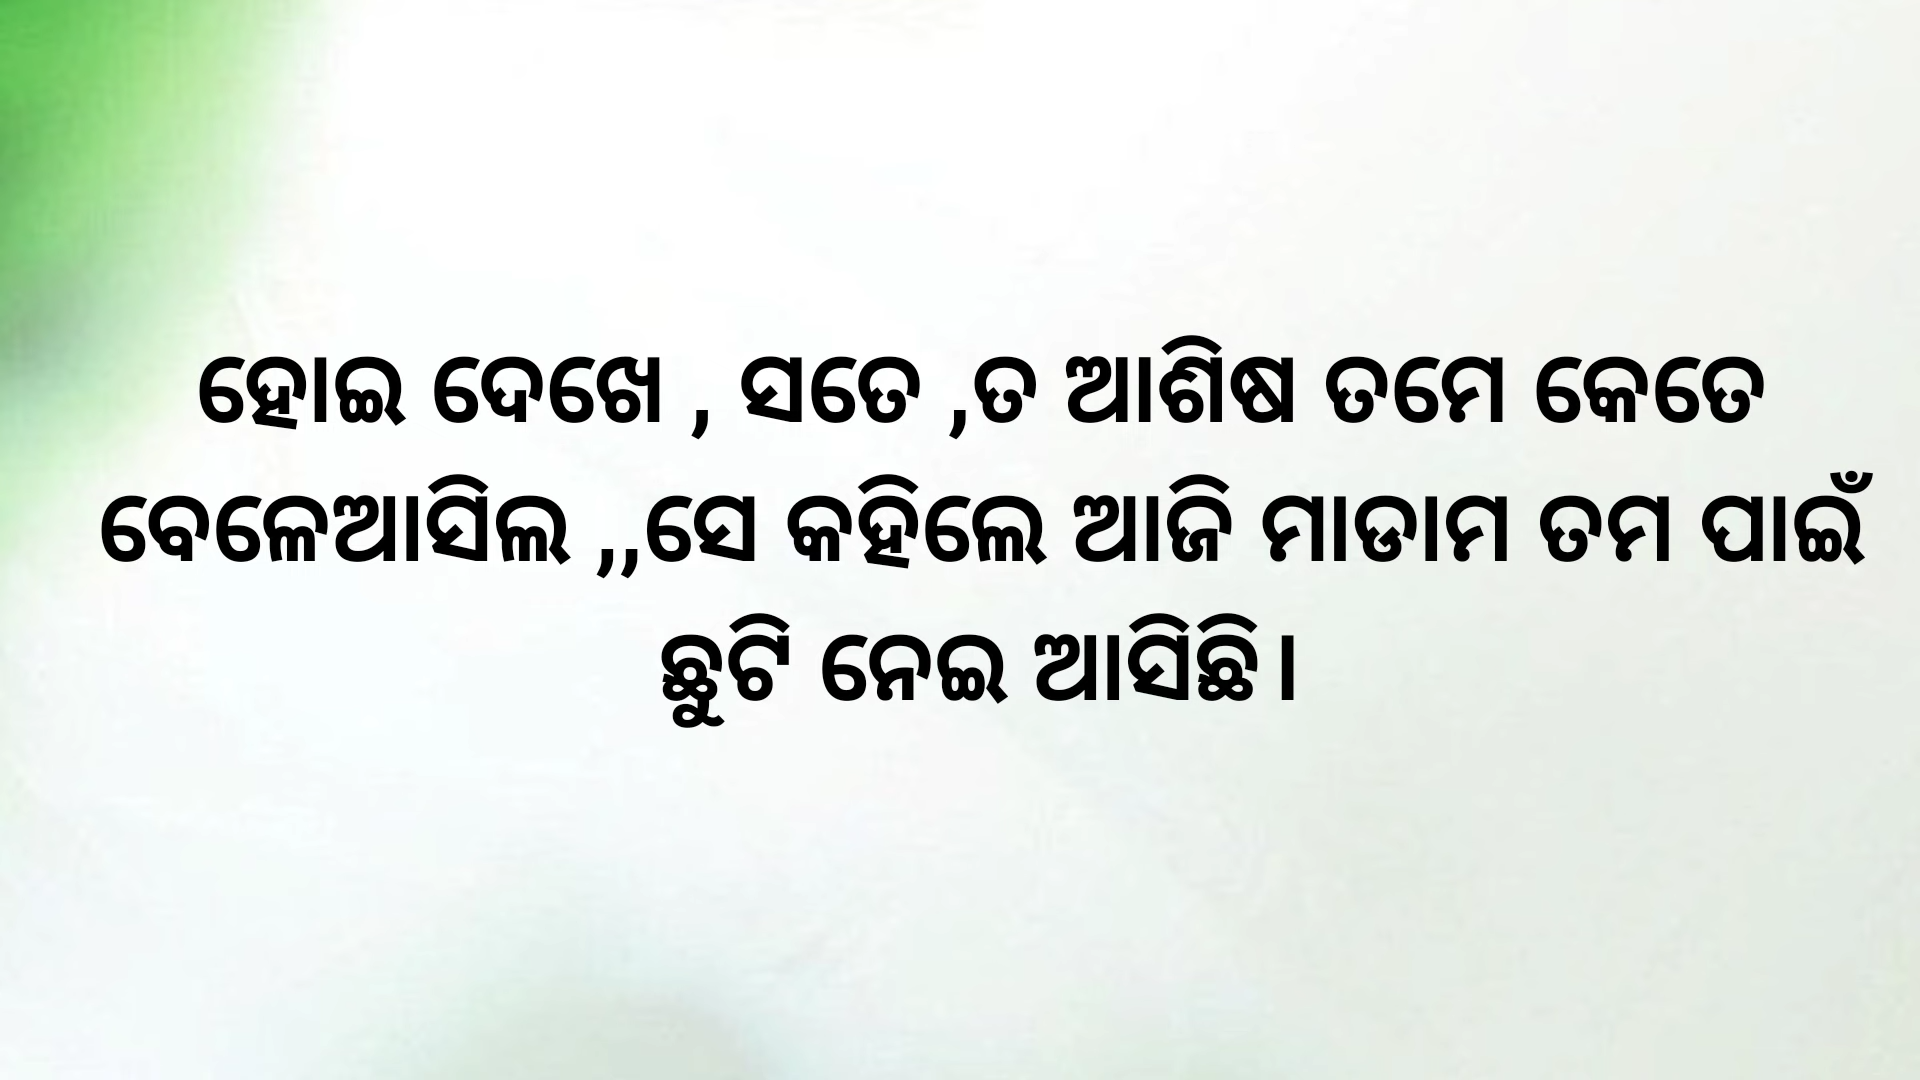 ହୋଇ ଦେଖେ , ସତେ ,ତ ଆଶିଷ ତମେ କେତେ
ବେଳେଆସିଲ ,,ସେ କହିଲେ ଆଜି ମାଡାମ ତମ ପାଇଁ
ଛୁଟି ନେଇ ଆସିଛି।